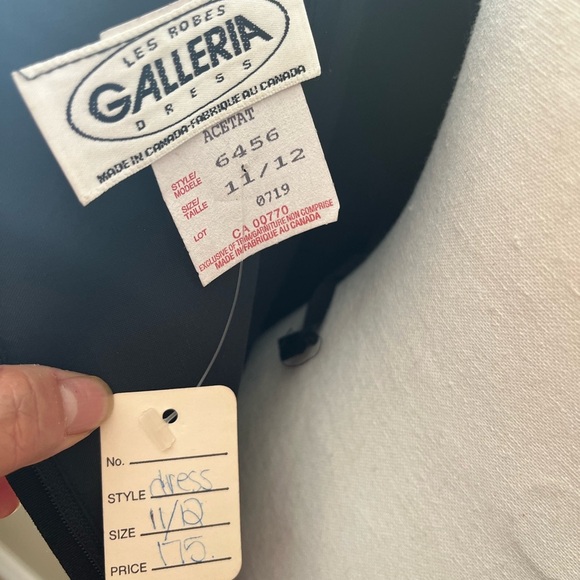 LES ROBES
GALLERIA
DRESS
MADE IN CANADA-FABRIQUE AU CANADA
ACETAT
STYLE/
MODELE 6456
SIZE/
TAILLE 11/12
0719
LOT CA 00770
EXCLUSIVE OF TRIM/GARNITURE NON COMPRISE
MADE IN/FABRIQUE AU CANADA
No.
STYLE dress
SIZE 11/12
PRICE 175.